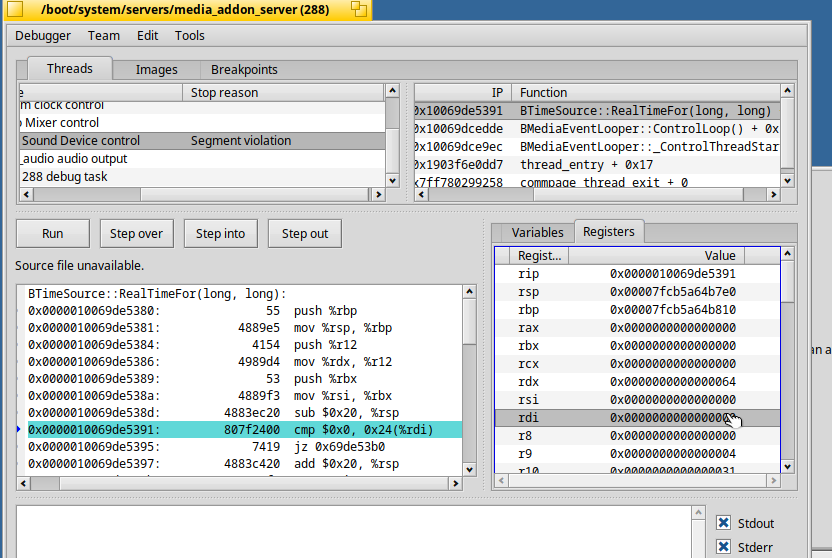 /boot/system/servers/media_addon_server (288)
Debugger Team Edit Tools
Threads Images Breakpoints
Stop reason
m clock control
Mixer control
Sound Device control Segment violation
_audio audio output
288 debug task
IP Function
0x10069de5391 BTimeSource::RealTimeFor(long, long)
0x10069dcedde BMediaEventLooper::ControlLoop() + 0x
0x10069dce9ec BMediaEventLooper::_ControlThreadStar
0x1903f6e0dd7 thread_entry + 0x17
x7ff780299258 commpage_thread_exit + 0
Run Step over Step into Step out
Source file unavailable.
BTimeSource::RealTimeFor(long, long):
0x0000010069de5380: 55 push %rbp
0x0000010069de5381: 4889e5 mov %rsp, %rbp
0x0000010069de5384: 4154 push %r12
0x0000010069de5386: 4989d4 mov %rdx, %r12
0x0000010069de5389: 53 push %rbx
0x0000010069de538a: 4889f3 mov %rsi, %rbx
0x0000010069de538d: 4883ec20 sub $0x20, %rsp
0x0000010069de5391: 807f2400 cmp $0x0, 0x24(%rdi)
0x0000010069de5395: 7419 jz 0x69de53b0
0x0000010069de5397: 4883c420 add $0x20, %rsp
Variables Registers
Regist... Value
rip 0x0000010069de5391
rsp 0x00007fcb5a64b7e0
rbp 0x00007fcb5a64b810
rax 0x0000000000000000
rbx 0x0000000000000000
rcx 0x0000000000000000
rdx 0x0000000000000064
rsi 0x0000000000000000
rdi 0x0000000000000000
r8 0x0000000000000000
r9 0x0000000000000004
r10 0x0000000000000031
an a
Stdout
Stderr